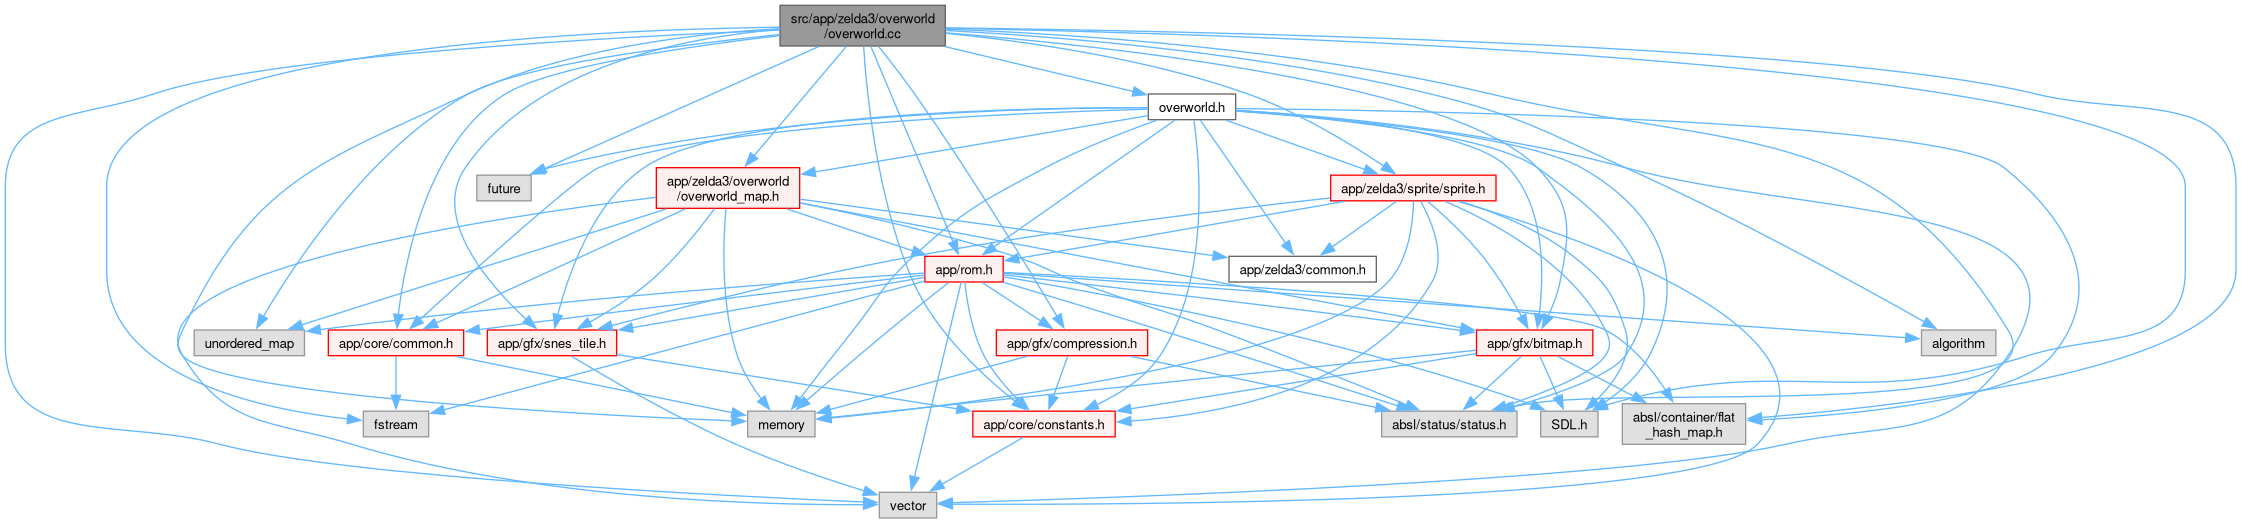 src/app/zelda3/overworld
/overworld.cc
overworld.h
future
app/zelda3/overworld
/overworld_map.h
app/zelda3/sprite/sprite.h
app/rom.h
app/zelda3/common.h
unordered_map
app/core/common.h
app/gfx/snes_tile.h
app/gfx/compression.h
app/gfx/bitmap.h
algorithm
fstream
memory
app/core/constants.h
absl/status/status.h
SDL.h
absl/container/flat
_hash_map.h
vector